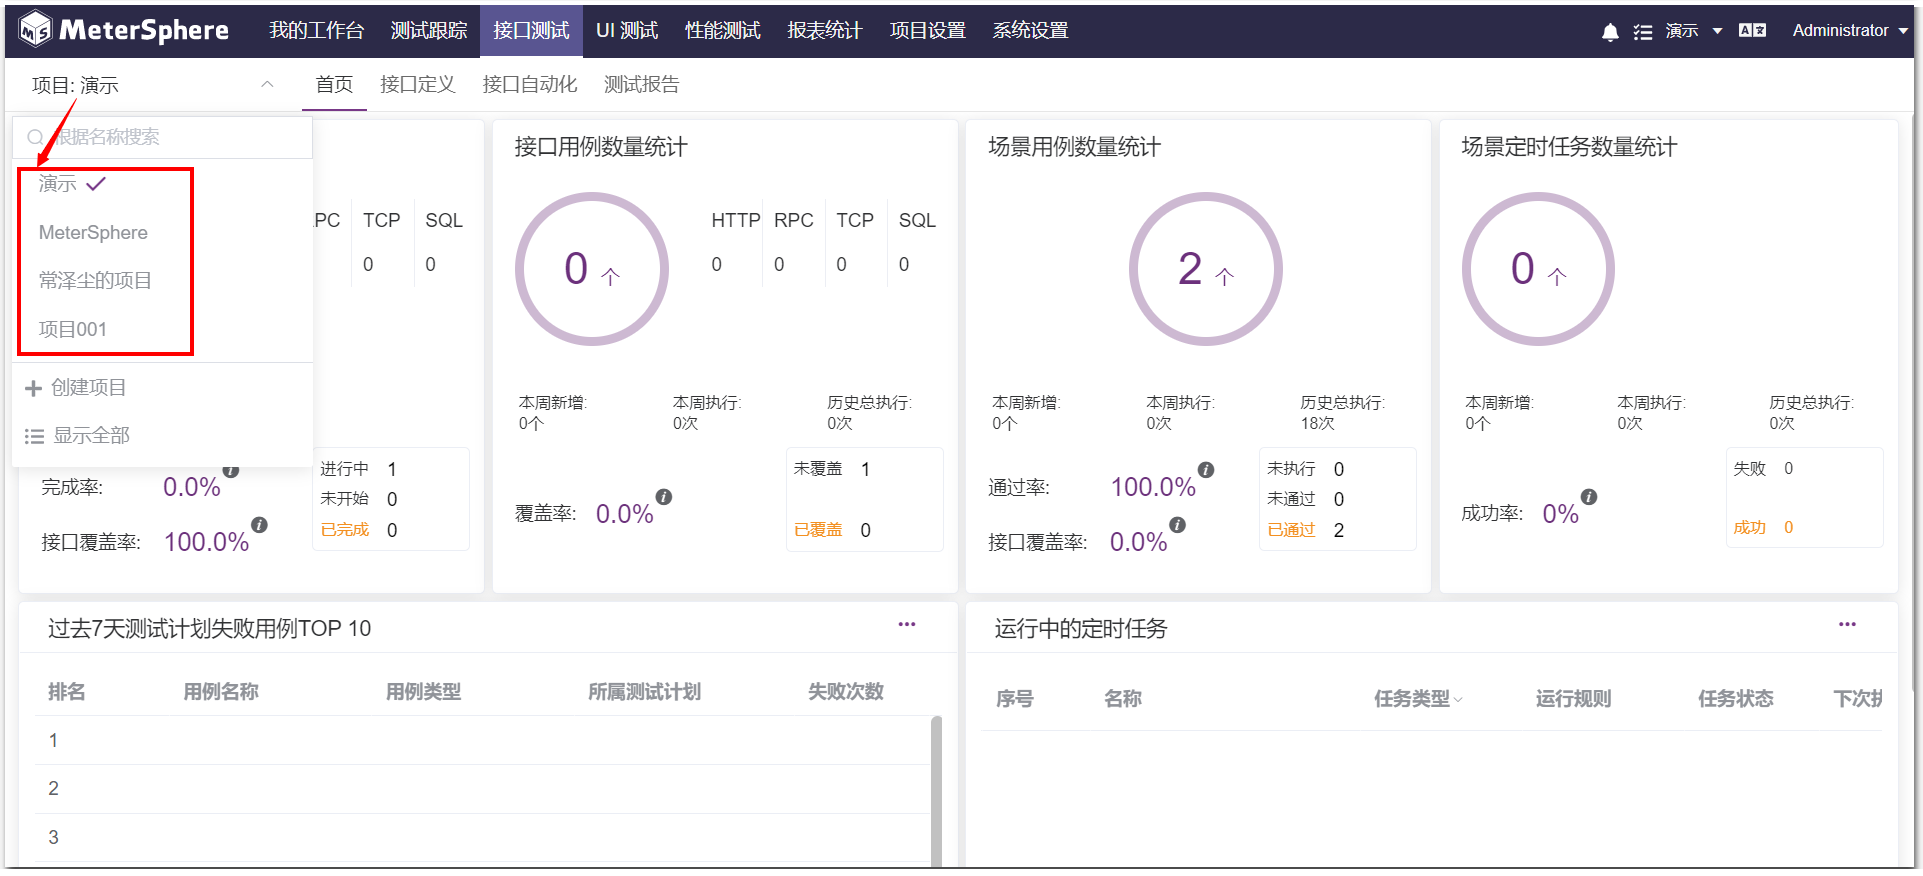 MeterSphere 我的工作台 测试跟踪 接口测试 UI 测试 性能测试 报表统计 项目设置 系统设置 演示 Administrator
项目: 演示 首页 接口定义 接口自动化 测试报告
根据名称搜索
演示
MeterSphere
常泽尘的项目
项目001
创建项目
显示全部
PC TCP SQL
0 0
完成率: 0.0%
接口覆盖率: 100.0%
进行中 1
未开始 0
已完成 0
接口用例数量统计
0 个
HTTP RPC TCP SQL
0 0 0 0
本周新增: 本周执行: 历史总执行:
0个 0次 0次
覆盖率: 0.0%
未覆盖 1
已覆盖 0
场景用例数量统计
2 个
本周新增: 本周执行: 历史总执行:
0个 0次 18次
通过率: 100.0%
接口覆盖率: 0.0%
未执行 0
未通过 0
已通过 2
场景定时任务数量统计
0 个
本周新增: 本周执行: 历史总执行:
0个 0次 0次
成功率: 0%
失败 0
成功 0
过去7天测试计划失败用例TOP 10
排名 用例名称 用例类型 所属测试计划 失败次数
1
2
3
运行中的定时任务
序号 名称 任务类型 运行规则 任务状态 下次